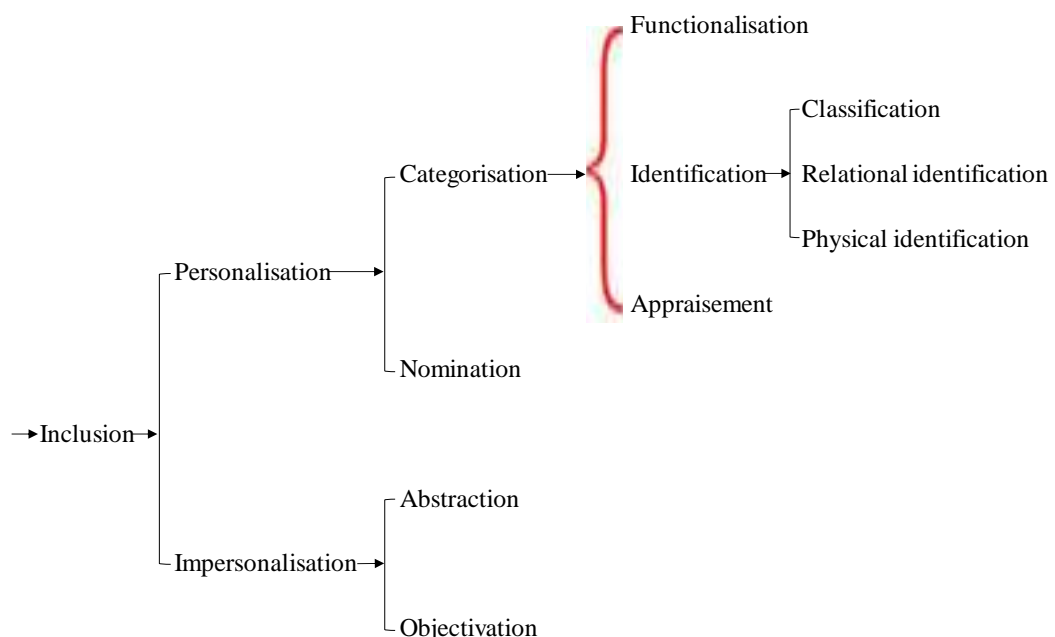 Functionalisation
Classification
Categorisation
Identification
Relational identification
Physical identification
Personalisation
Appraisement
Nomination
Inclusion
Abstraction
Impersonalisation
Objectivation